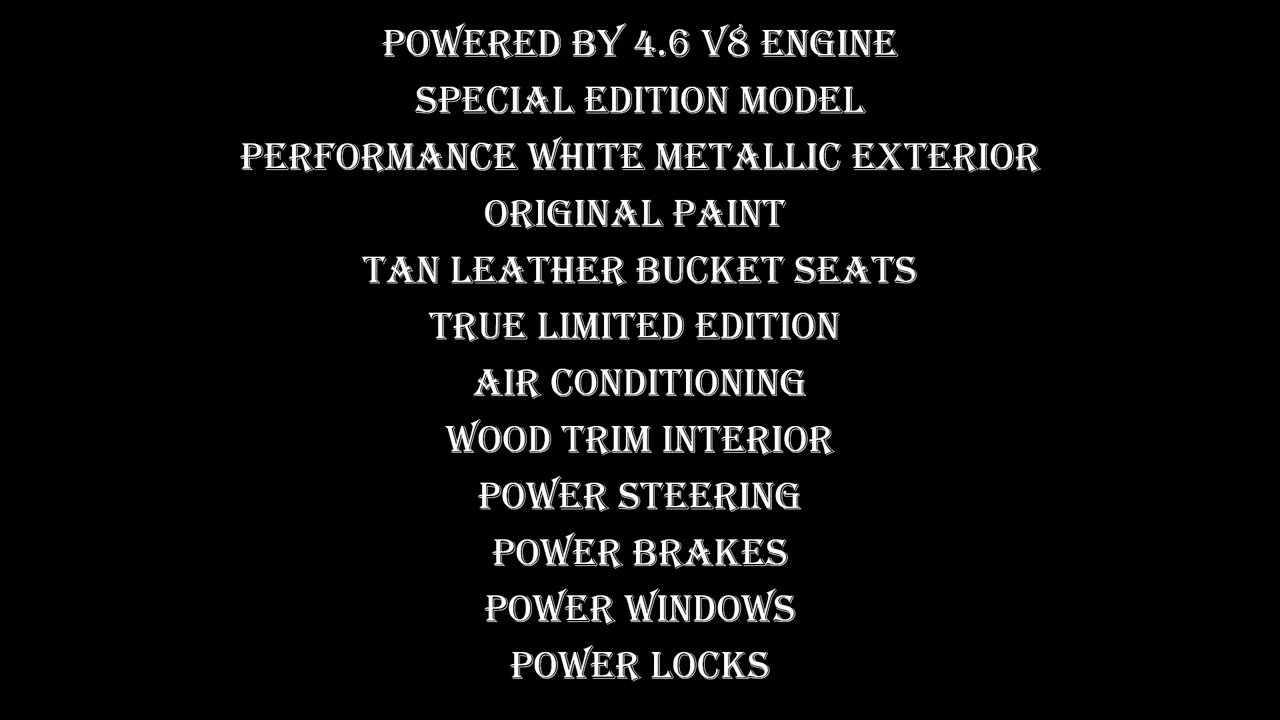 POWERED BY 4.6 V8 ENGINE
SPECIAL EDITION MODEL
PERFORMANCE WHITE METALLIC EXTERIOR
ORIGINAL PAINT
TAN LEATHER BUCKET SEATS
TRUE LIMITED EDITION
AIR CONDITIONING
WOOD TRIM INTERIOR
POWER STEERING
POWER BRAKES
POWER WINDOWS
POWER LOCKS